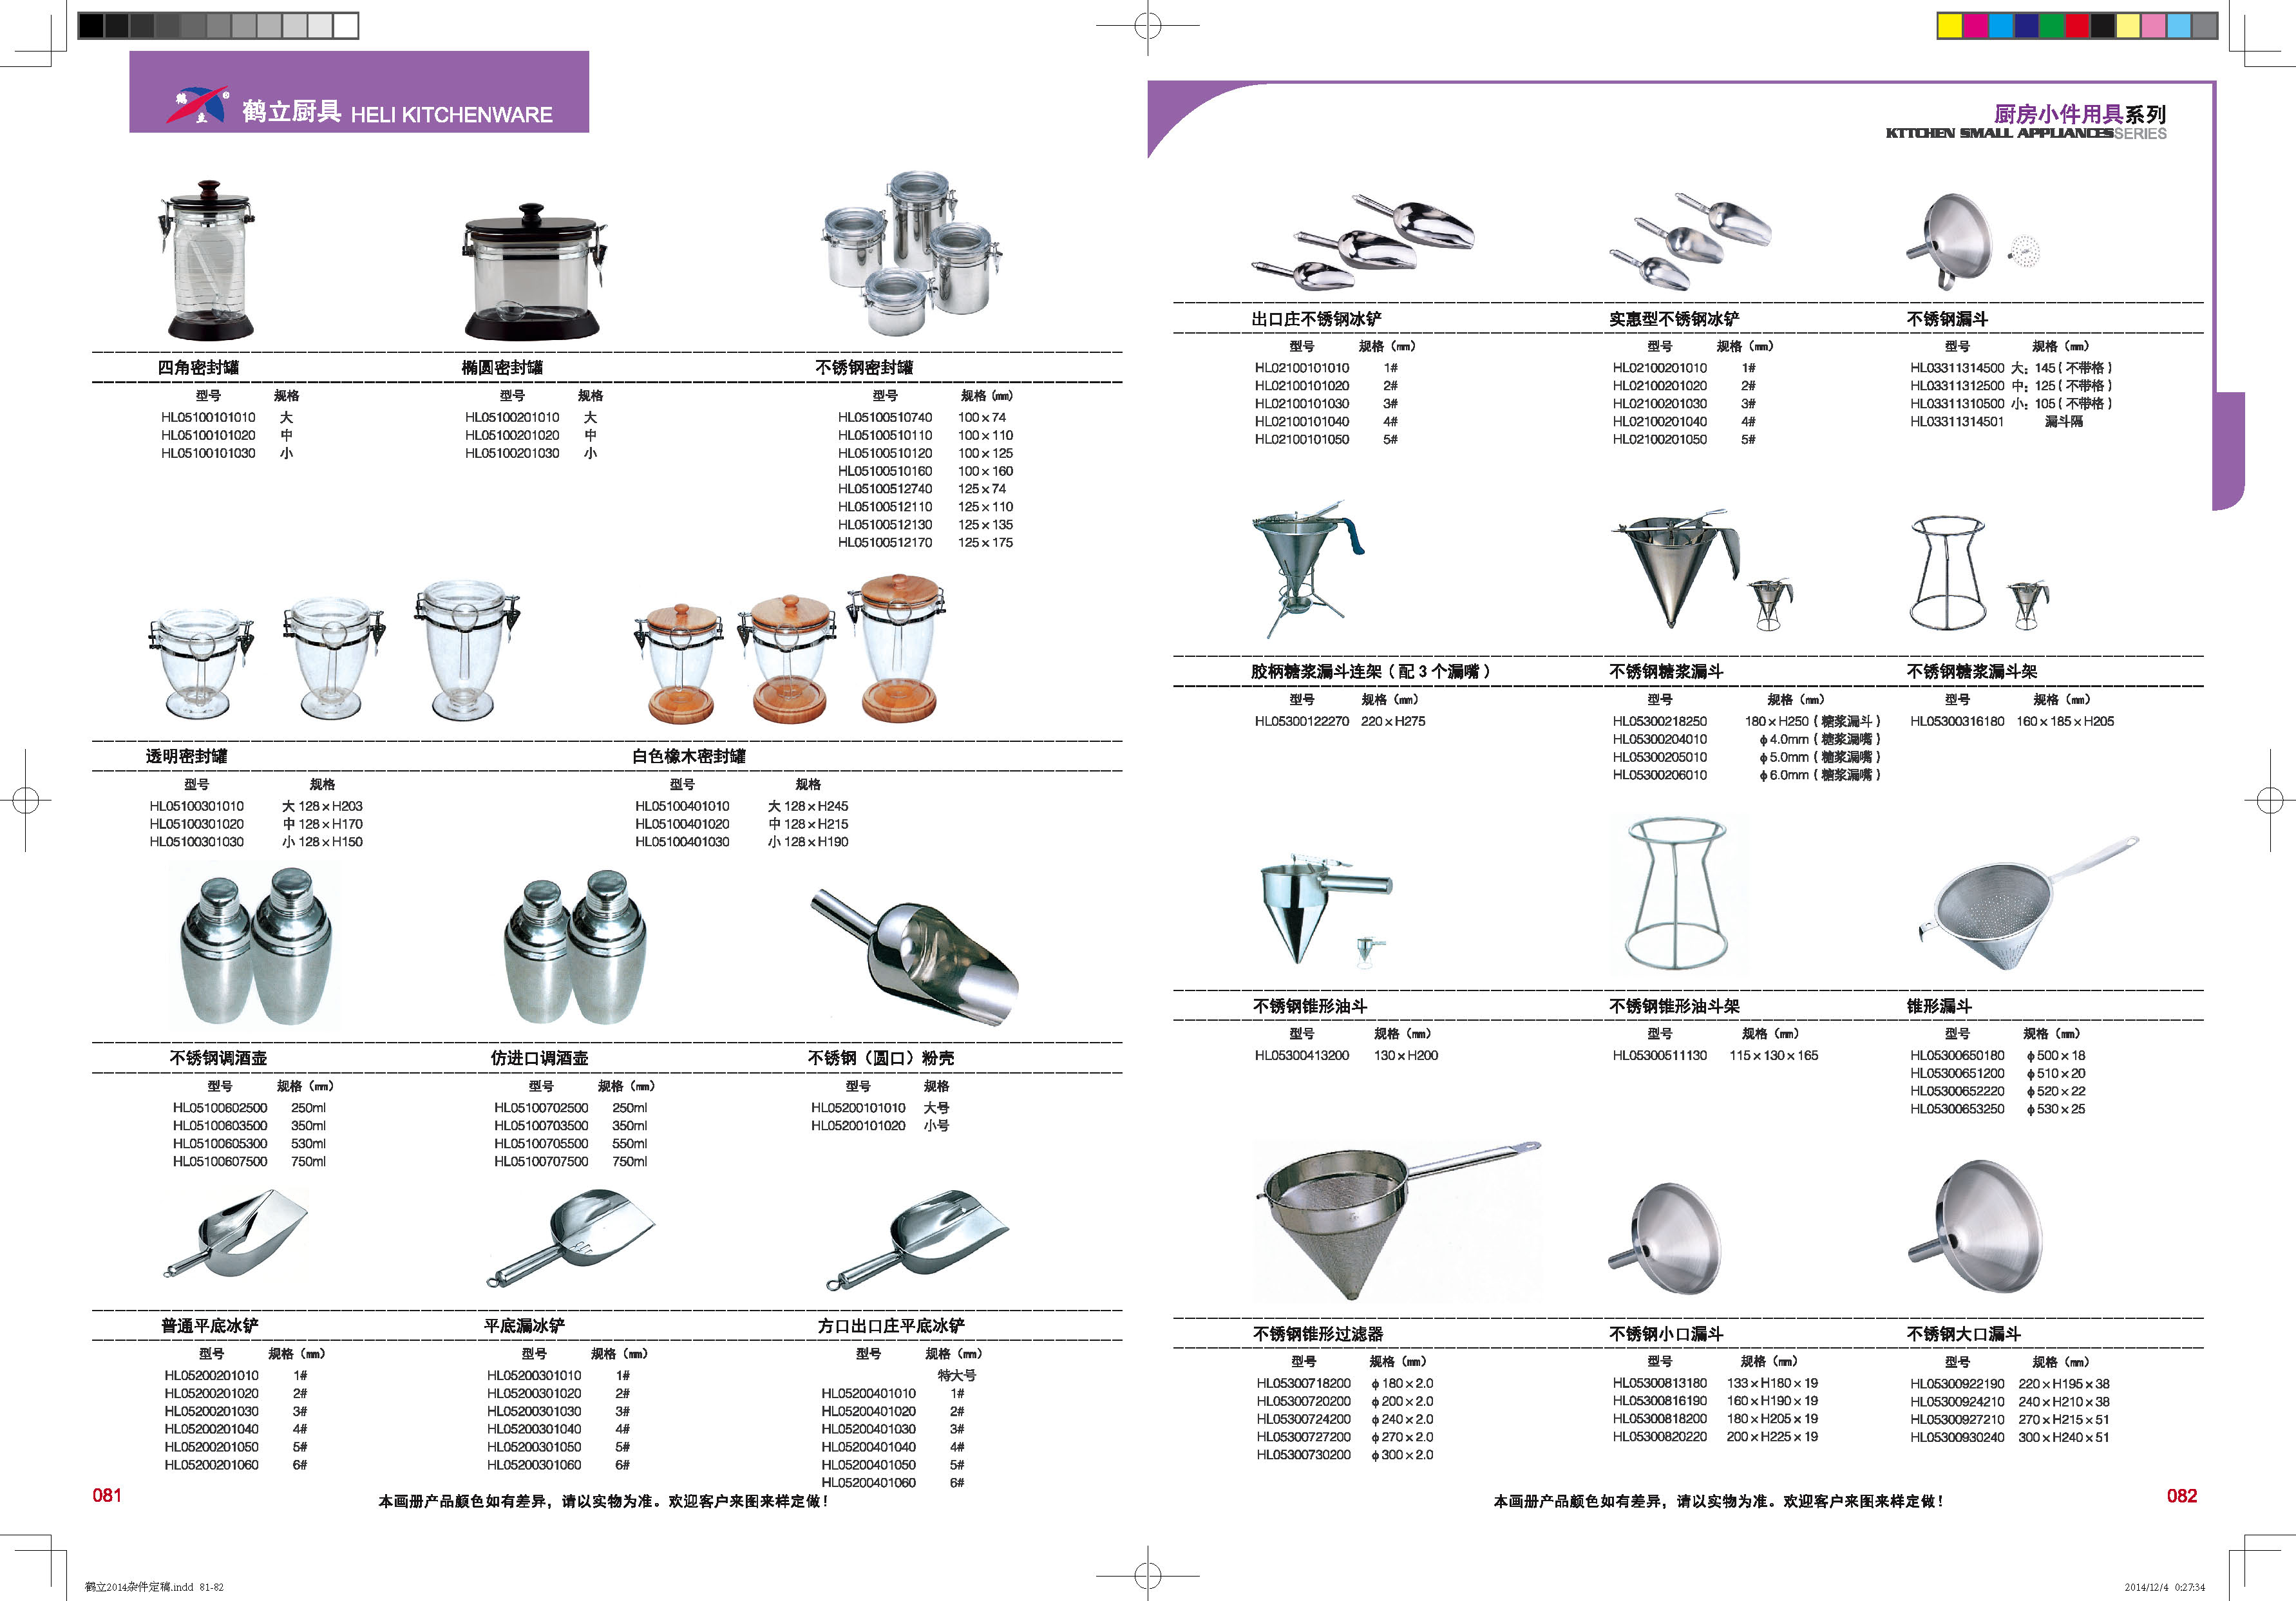 鹤立厨具 HELI KITCHENWARE
四角密封罐
型号 规格
HL05100101010 大
HL05100101020 中
HL05100101030 小
椭圆密封罐
型号 规格
HL05100201010 大
HL05100201020 中
HL05100201030 小
不锈钢密封罐
型号 规格（㎜）
HL05100510740 100×74
HL05100510110 100×110
HL05100510120 100×125
HL05100510160 100×160
HL05100512740 125×74
HL05100512110 125×110
HL05100512130 125×135
HL05100512170 125×175
透明密封罐
型号 规格
HL05100301010 大 128×H203
HL05100301020 中 128×H170
HL05100301030 小 128×H150
白色橡木密封罐
型号 规格
HL05100401010 大 128×H245
HL05100401020 中 128×H215
HL05100401030 小 128×H190
不锈钢调酒壶
型号 规格（㎜）
HL05100602500 250ml
HL05100603500 350ml
HL05100605300 530ml
HL05100607500 750ml
仿进口调酒壶
型号 规格（㎜）
HL05100702500 250ml
HL05100703500 350ml
HL05100705500 550ml
HL05100707500 750ml
不锈钢（圆口）粉壳
型号 规格
HL05200101010 大号
HL05200101020 小号
普通平底冰铲
型号 规格（㎜）
HL05200201010 1#
HL05200201020 2#
HL05200201030 3#
HL05200201040 4#
HL05200201050 5#
HL05200201060 6#
平底漏冰铲
型号 规格（㎜）
HL05200301010 1#
HL05200301020 2#
HL05200301030 3#
HL05200301040 4#
HL05200301050 5#
HL05200301060 6#
方口出口庄平底冰铲
型号 规格（㎜）
特大号
HL05200401010 1#
HL05200401020 2#
HL05200401030 3#
HL05200401040 4#
HL05200401050 5#
HL05200401060 6#
081
本画册产品颜色如有差异，请以实物为准。欢迎客户来图来样定做！
厨房小件用具系列
KTTCHEN SMALL APPLIANCESSERIES
出口庄不锈钢冰铲
型号 规格（㎜）
HL02100101010 1#
HL02100101020 2#
HL02100101030 3#
HL02100101040 4#
HL02100101050 5#
实惠型不锈钢冰铲
型号 规格（㎜）
HL02100201010 1#
HL02100201020 2#
HL02100201030 3#
HL02100201040 4#
HL02100201050 5#
不锈钢漏斗
型号 规格（㎜）
HL03311314500 大：145（不带格）
HL03311312500 中：125（不带格）
HL03311310500 小：105（不带格）
HL03311314501 漏斗隔
胶柄糖浆漏斗连架（配3个漏嘴）
型号 规格（㎜）
HL05300122270 220×H275
不锈钢糖浆漏斗
型号 规格（㎜）
HL05300218250 180×H250（糖浆漏斗）
HL05300204010 φ4.0mm（糖浆漏嘴）
HL05300205010 φ5.0mm（糖浆漏嘴）
HL05300206010 φ6.0mm（糖浆漏嘴）
不锈钢糖浆漏斗架
型号 规格（㎜）
HL05300316180 160×185×H205
不锈钢锥形油斗
型号 规格（㎜）
HL05300413200 130×H200
不锈钢锥形油斗架
型号 规格（㎜）
HL05300511130 115×130×165
锥形漏斗
型号 规格（㎜）
HL05300650180 φ500×18
HL05300651200 φ510×20
HL05300652220 φ520×22
HL05300653250 φ530×25
不锈钢锥形过滤器
型号 规格（㎜）
HL05300718200 φ180×2.0
HL05300720200 φ200×2.0
HL05300724200 φ240×2.0
HL05300727200 φ270×2.0
HL05300730200 φ300×2.0
不锈钢小口漏斗
型号 规格（㎜）
HL05300813180 133×H180×19
HL05300816190 160×H190×19
HL05300818200 180×H205×19
HL05300820220 200×H225×19
不锈钢大口漏斗
型号 规格（㎜）
HL05300922190 220×H195×38
HL05300924210 240×H210×38
HL05300927210 270×H215×51
HL05300930240 300×H240×51
本画册产品颜色如有差异，请以实物为准。欢迎客户来图来样定做！
082
鹤立2014杂件定稿.indd 81-82
2014/12/4 0:27:34